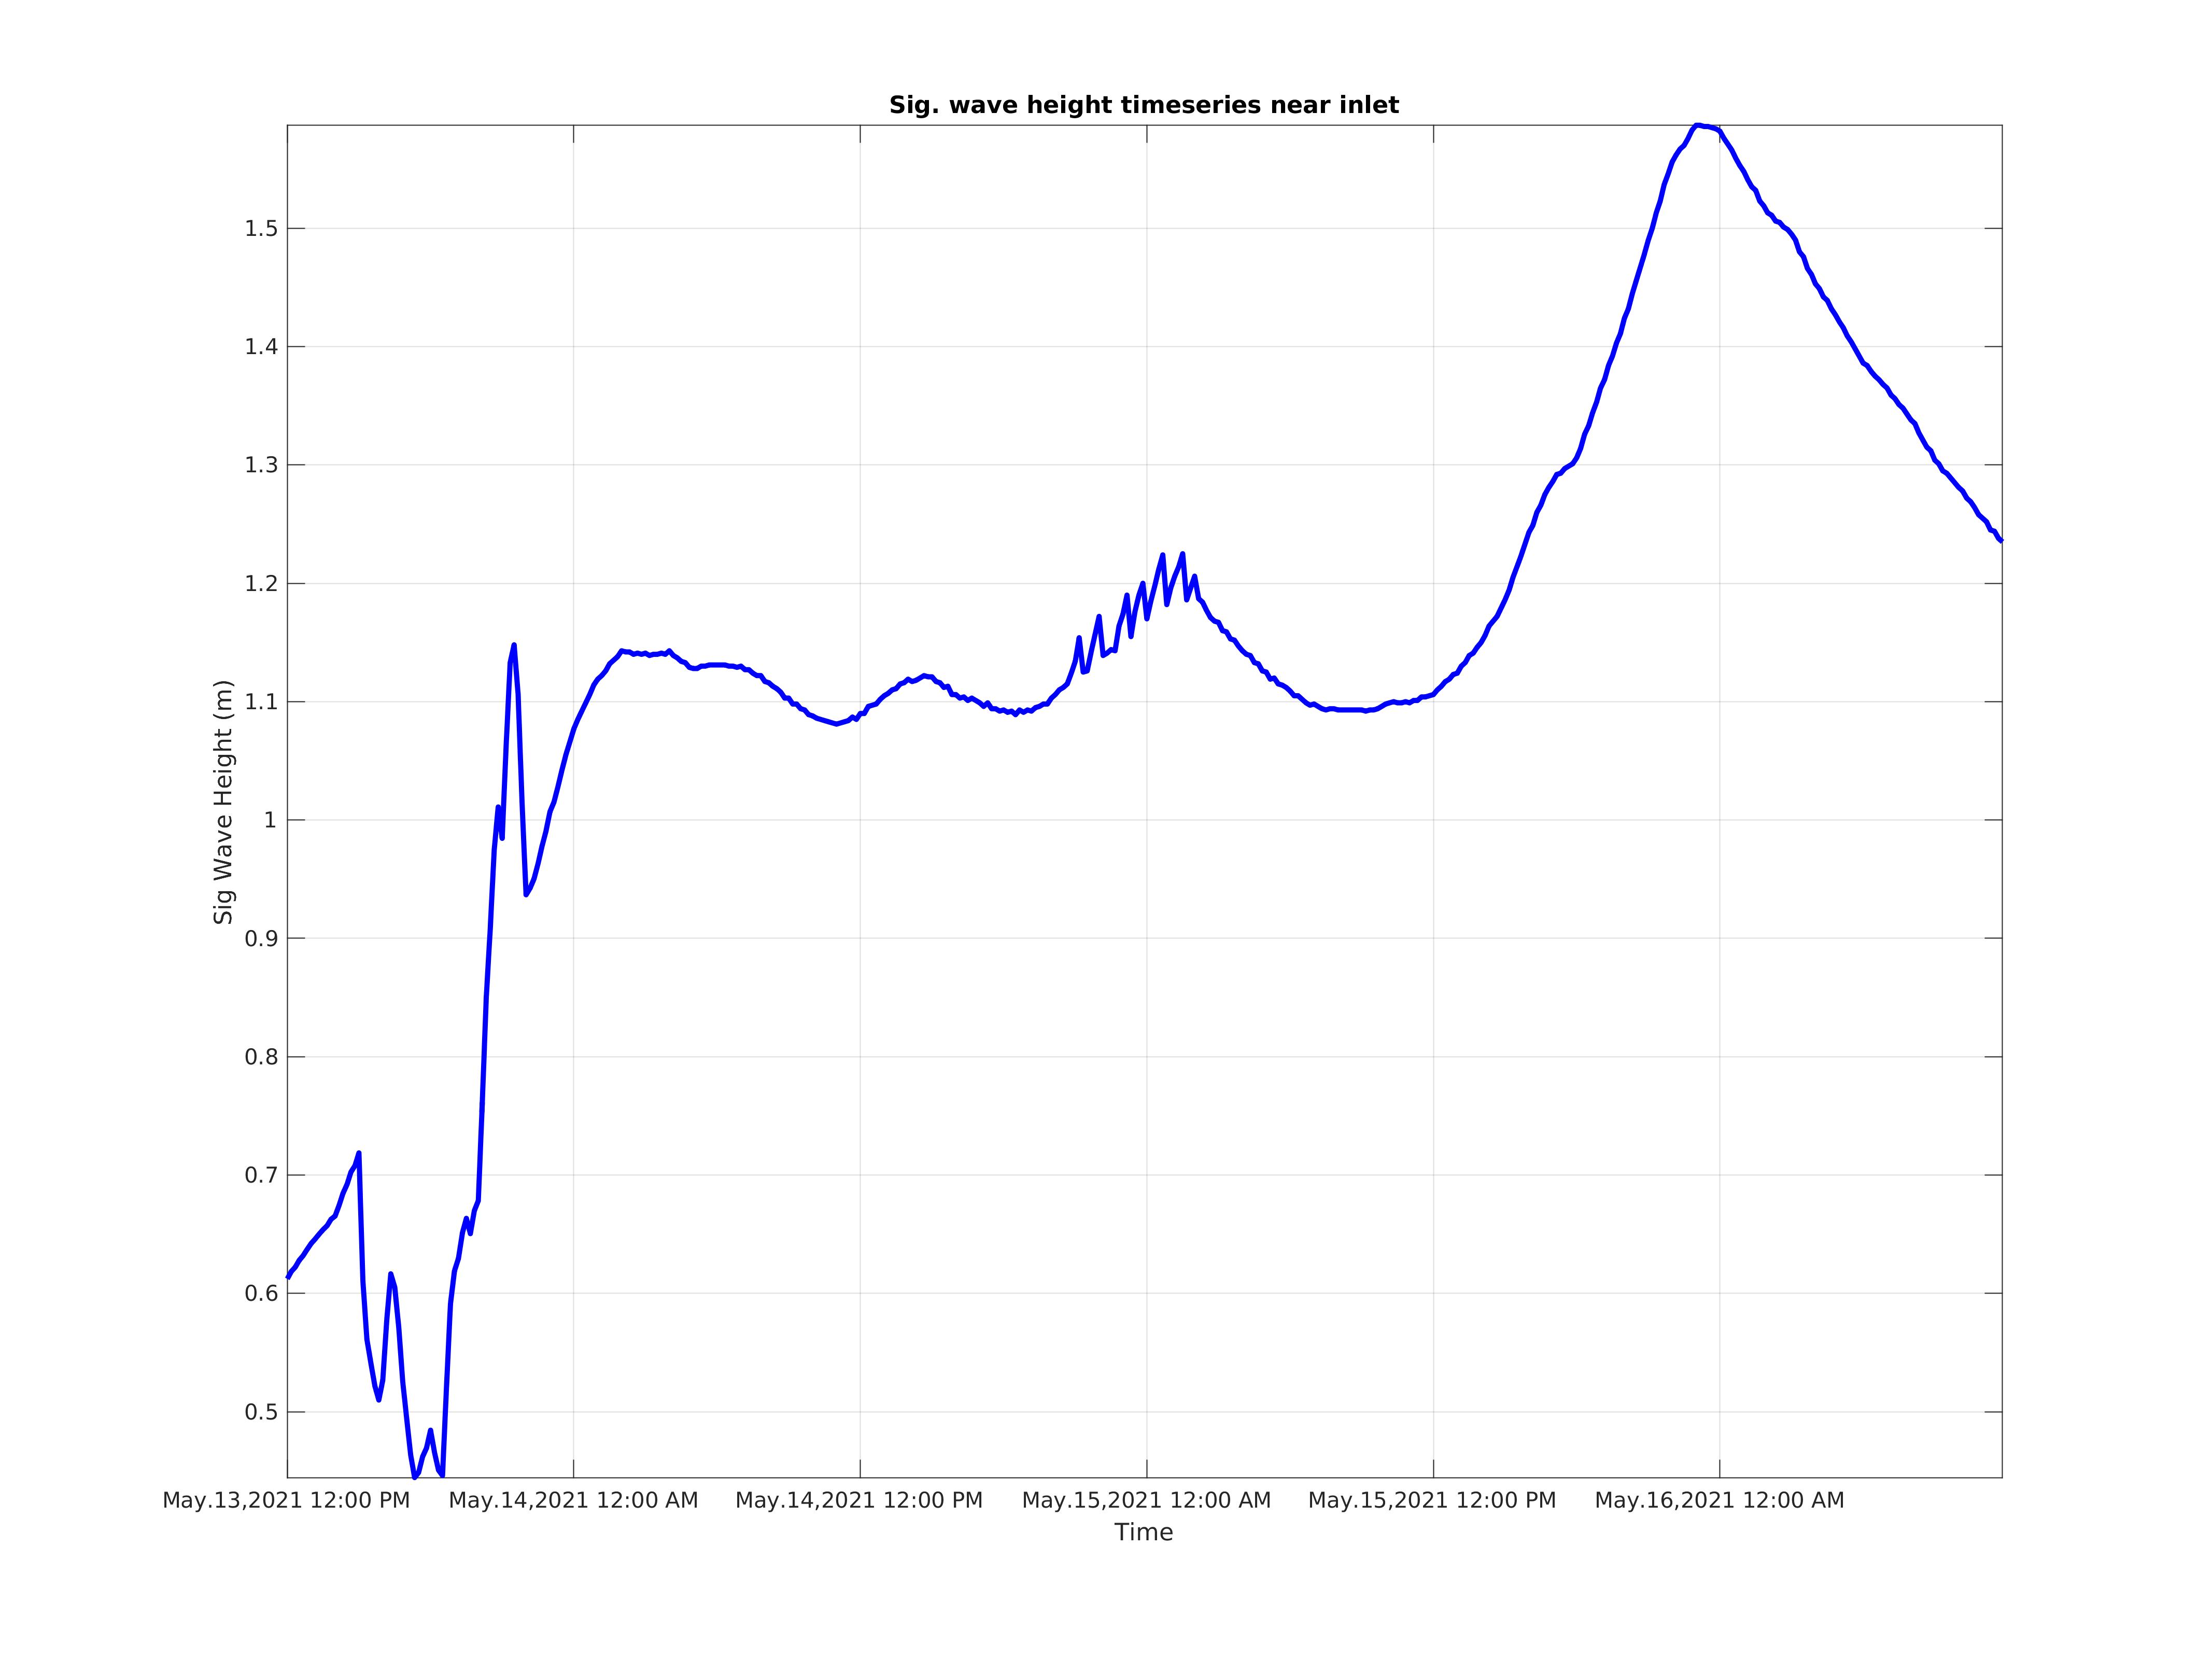 Sig. wave height timeseries near inlet
Sig Wave Height (m)
1.5
1.4
1.3
1.2
1.1
1
0.9
0.8
0.7
0.6
0.5
May.13,2021 12:00 PM May.14,2021 12:00 AM May.14,2021 12:00 PM May.15,2021 12:00 AM May.15,2021 12:00 PM May.16,2021 12:00 AM
Time